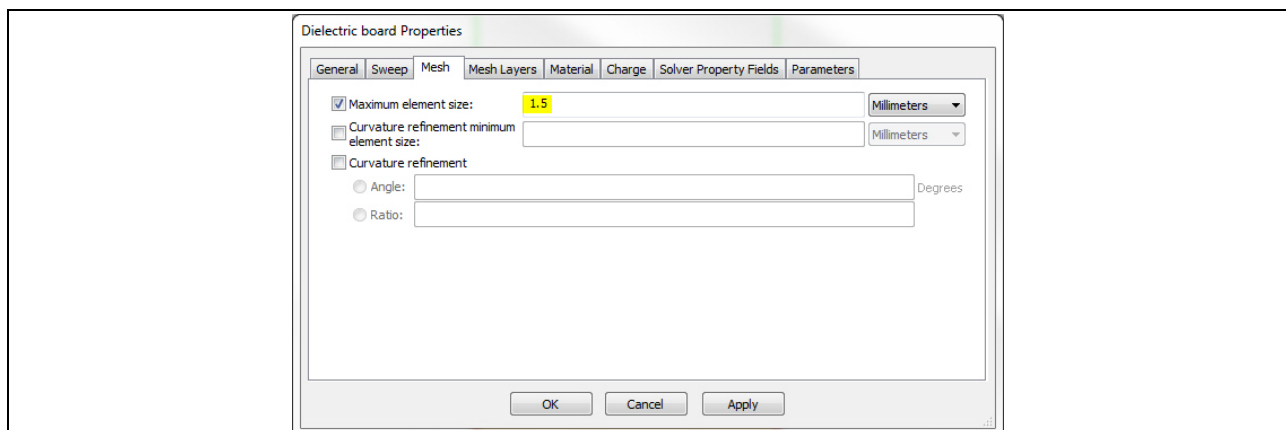 Dielectric board Properties
General Sweep Mesh Mesh Layers Material Charge Solver Property Fields Parameters
Maximum element size: 1.5 Millimeters
Curvature refinement minimum
element size: Millimeters
Curvature refinement
Angle: Degrees
Ratio:
OK Cancel Apply